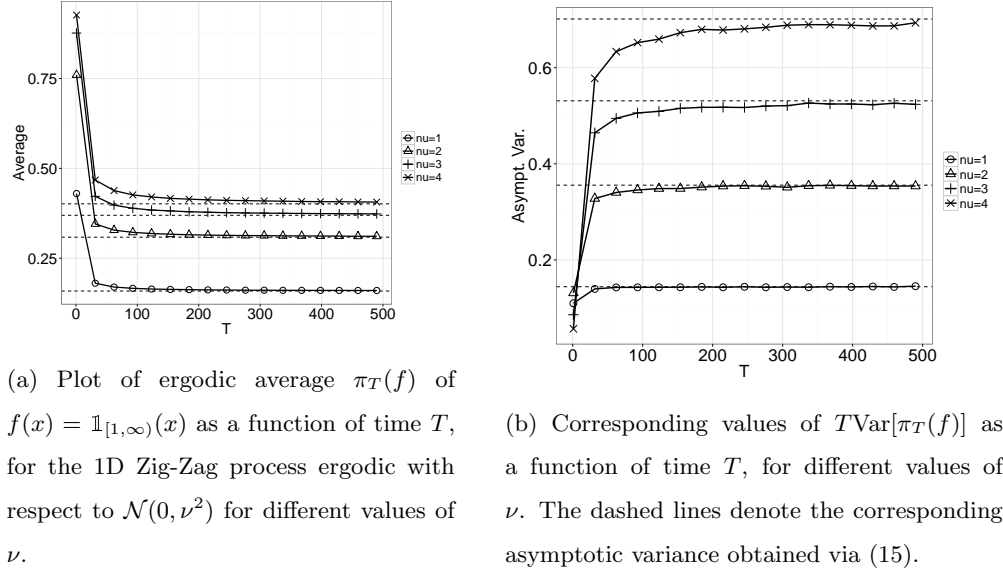 0.75
0.50
0.25
Average
0 100 200 300 400 500
T
nu=1
nu=2
nu=3
nu=4
(a) Plot of ergodic average π_T(f) of
f(x) = 𝟙_[1,∞)(x) as a function of time T,
for the 1D Zig-Zag process ergodic with
respect to 𝒩(0, ν²) for different values of
ν.
0.6
0.4
0.2
Asympt. Var.
0 100 200 300 400 500
T
nu=1
nu=2
nu=3
nu=4
(b) Corresponding values of TVar[π_T(f)] as
a function of time T, for different values of
ν. The dashed lines denote the corresponding
asymptotic variance obtained via (15).